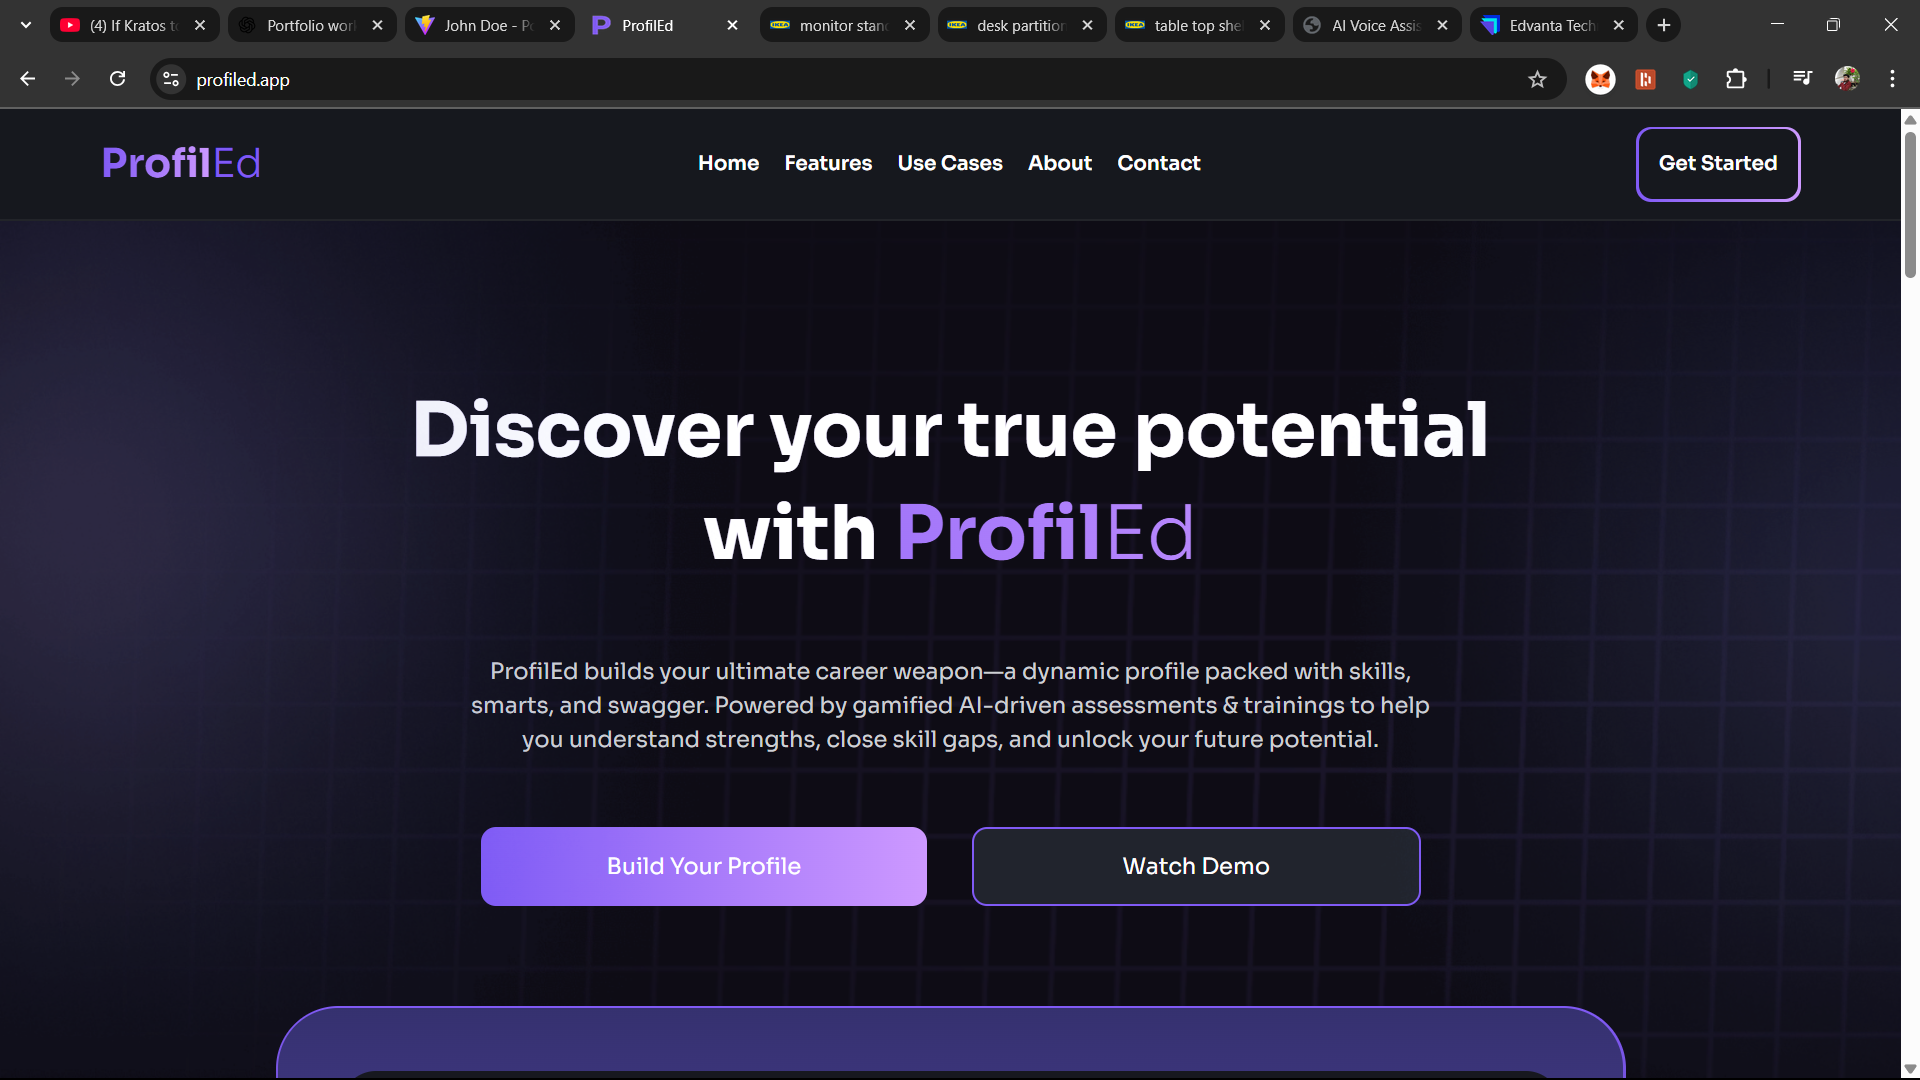 (4) If Kratos t
Portfolio wor
John Doe - P
ProfilEd
monitor stan
desk partition
table top she
AI Voice Assis
Edvanta Tech
profiled.app
ProfilEd
Home
Features
Use Cases
About
Contact
Get Started
Discover your true potential
with ProfilEd
ProfilEd builds your ultimate career weapon—a dynamic profile packed with skills,
smarts, and swagger. Powered by gamified AI-driven assessments & trainings to help
you understand strengths, close skill gaps, and unlock your future potential.
Build Your Profile
Watch Demo